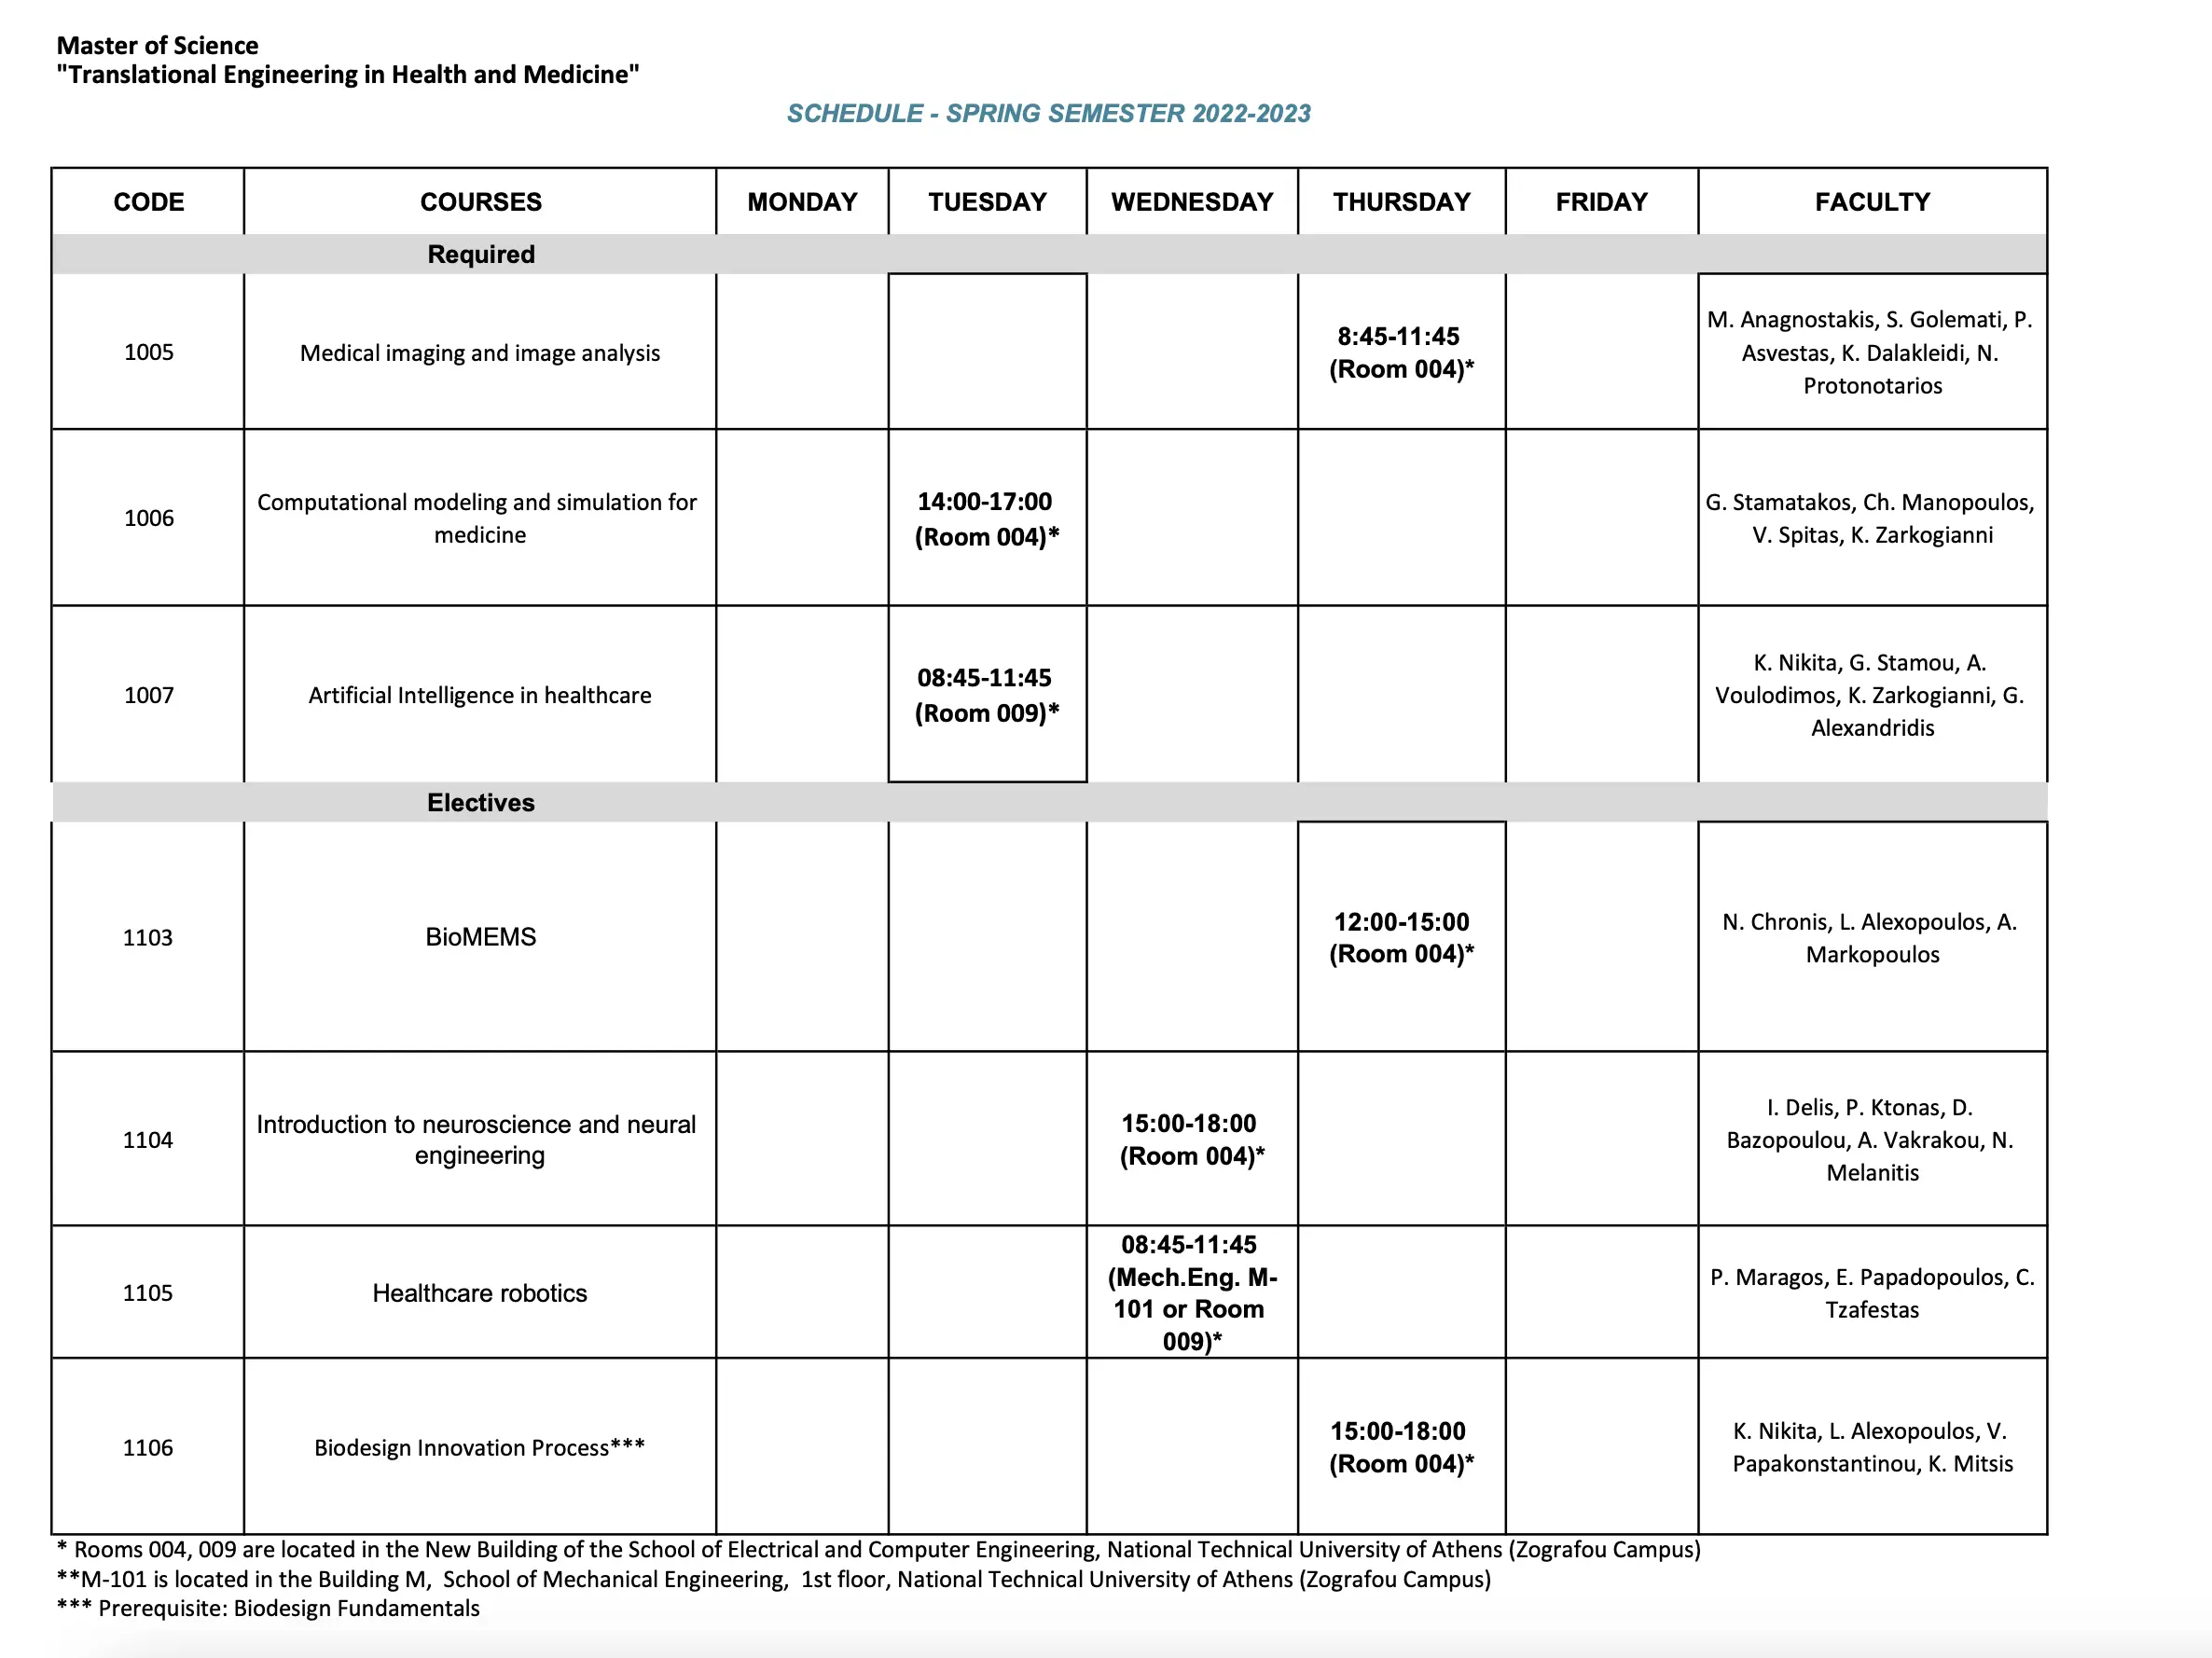 Master of Science
"Translational Engineering in Health and Medicine"
SCHEDULE - SPRING SEMESTER 2022-2023
CODE COURSES MONDAY TUESDAY WEDNESDAY THURSDAY FRIDAY FACULTY
Required
1005
Medical imaging and image analysis
8:45-11:45
(Room 004)*
M. Anagnostakis, S. Golemati, P.
Asvestas, K. Dalakleidi, N.
Protonotarios
1006
Computational modeling and simulation for
medicine
14:00-17:00
(Room 004)*
G. Stamatakos, Ch. Manopoulos,
V. Spitas, K. Zarkogianni
1007
Artificial Intelligence in healthcare
08:45-11:45
(Room 009)*
K. Nikita, G. Stamou, A.
Voulodimos, K. Zarkogianni, G.
Alexandridis
Electives
1103
BioMEMS
12:00-15:00
(Room 004)*
N. Chronis, L. Alexopoulos, A.
Markopoulos
1104
Introduction to neuroscience and neural
engineering
15:00-18:00
(Room 004)*
I. Delis, P. Ktonas, D.
Bazopoulou, A. Vakrakou, N.
Melanitis
1105
Healthcare robotics
08:45-11:45
(Mech.Eng. M-
101 or Room
009)*
P. Maragos, E. Papadopoulos, C.
Tzafestas
1106
Biodesign Innovation Process***
15:00-18:00
(Room 004)*
K. Nikita, L. Alexopoulos, V.
Papakonstantinou, K. Mitsis
* Rooms 004, 009 are located in the New Building of the School of Electrical and Computer Engineering, National Technical University of Athens (Zografou Campus)
**M-101 is located in the Building M, School of Mechanical Engineering, 1st floor, National Technical University of Athens (Zografou Campus)
*** Prerequisite: Biodesign Fundamentals